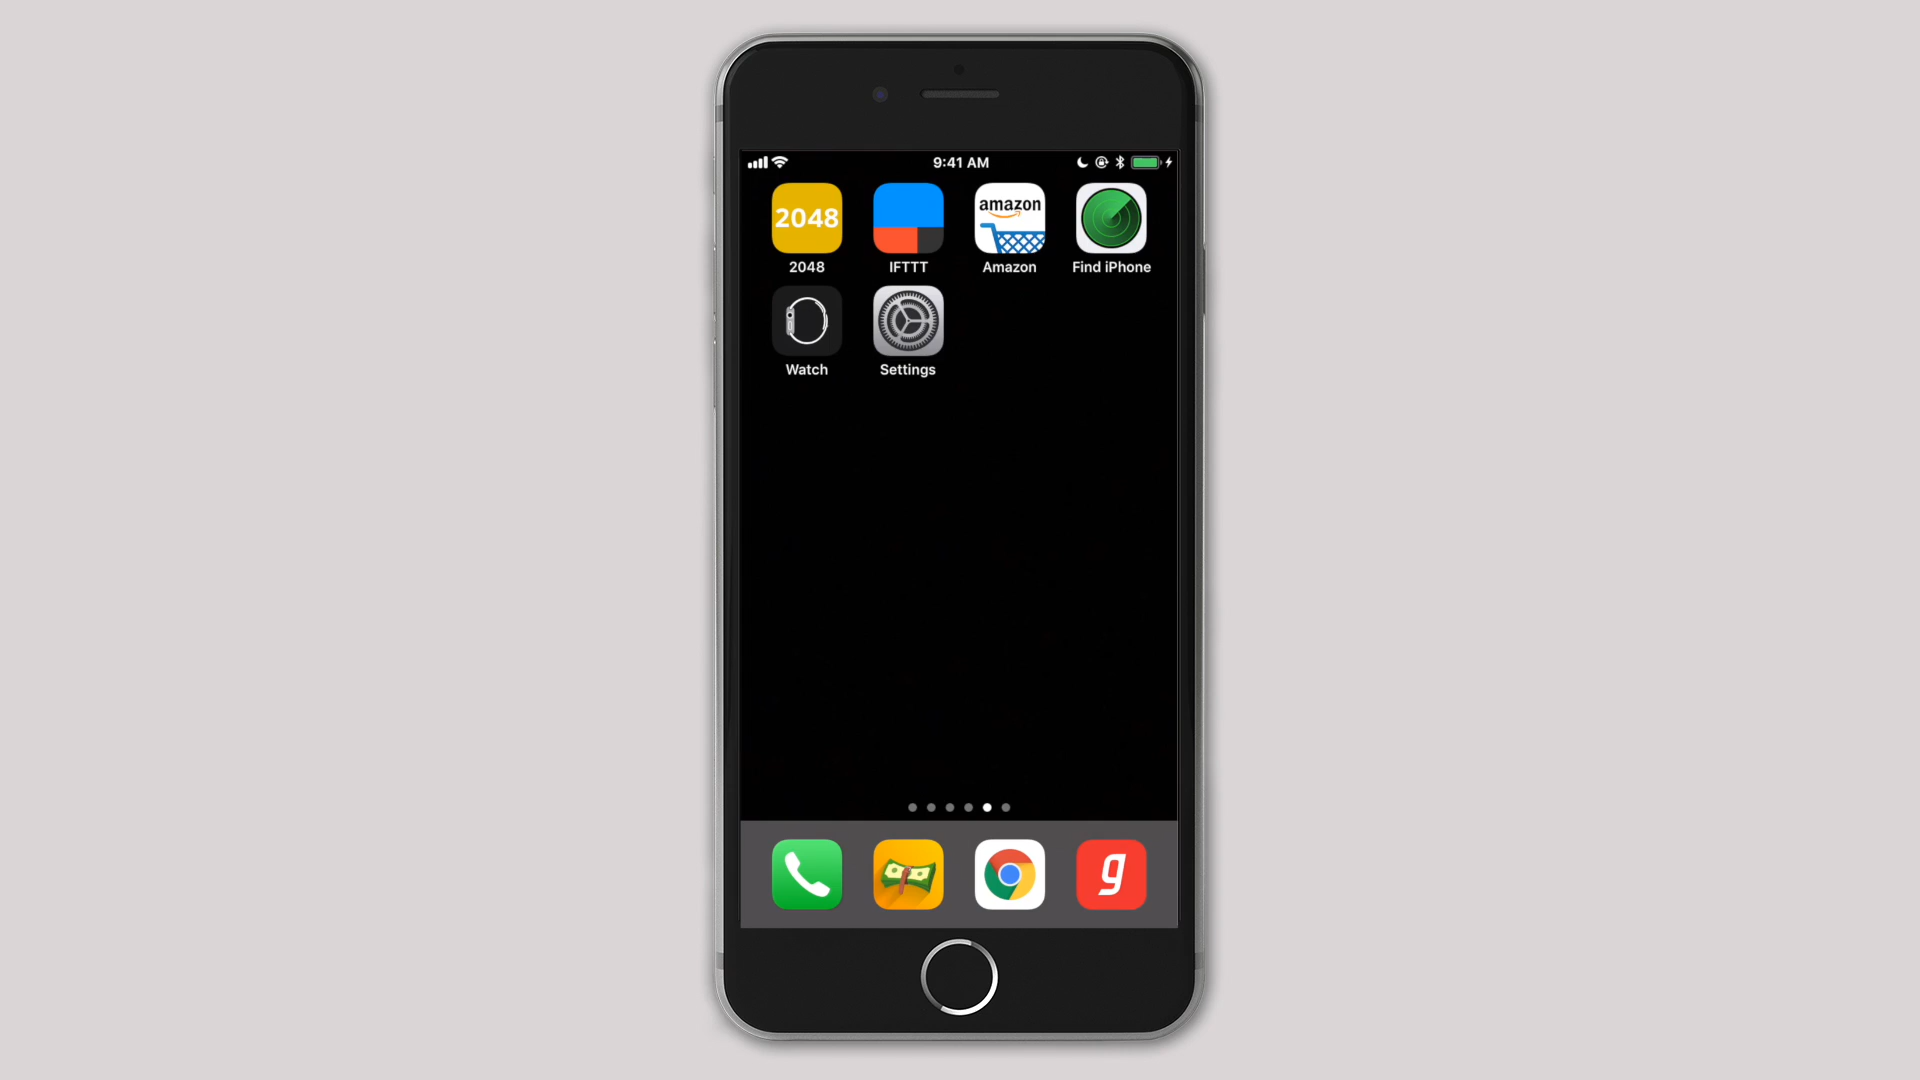 9:41 AM
2048
amazon
2048 IFTTT Amazon Find iPhone
Watch Settings
g